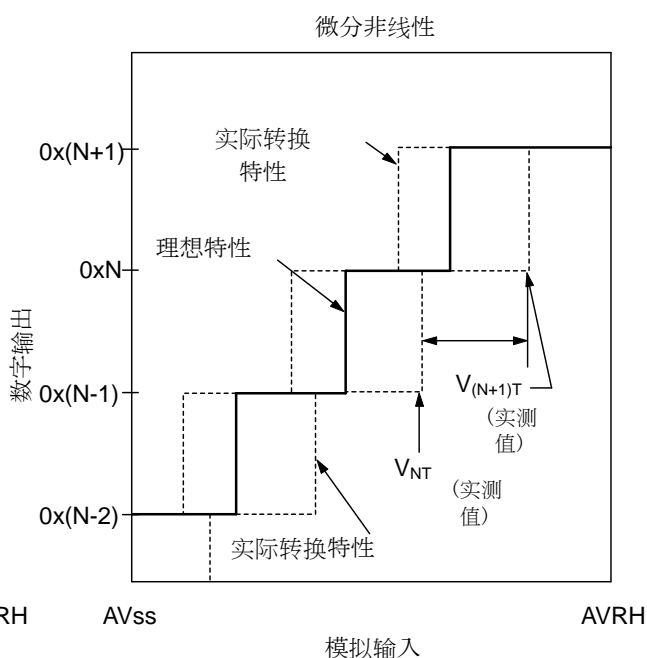 微分非线性
0x(N+1)
实际转换
特性
0xN
理想特性
数字输出
0x(N-1)
V(N+1)T
(实测
值)
VNT
(实测
值)
0x(N-2)
实际转换特性
RH
AVss
AVRH
模拟输入